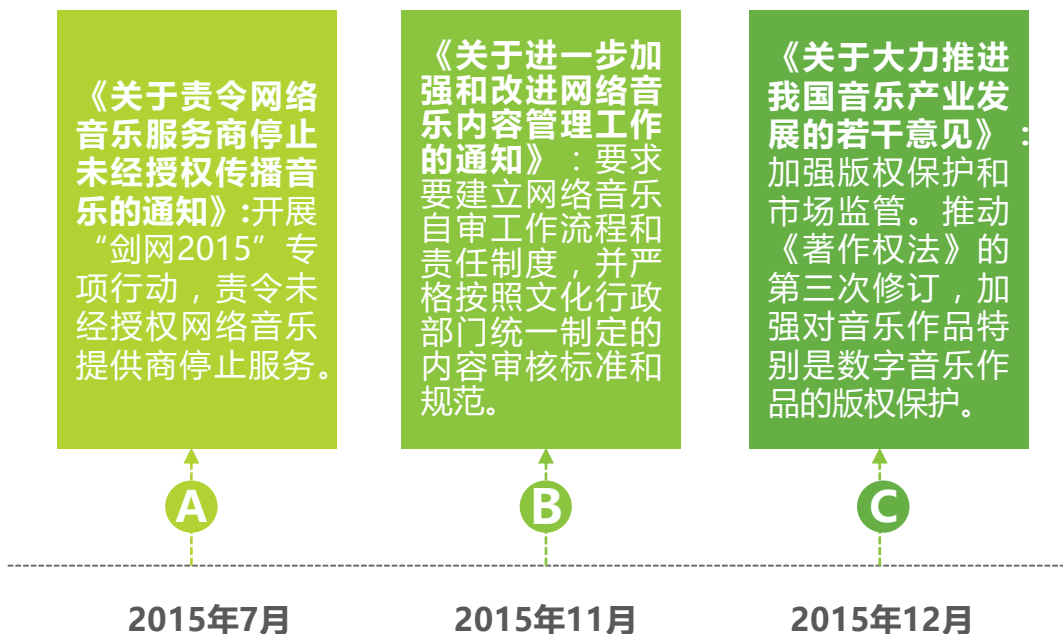 《关于责令网络
音乐服务商停止
未经授权传播音
乐的通知》:开展
“剑网2015”专
项行动，责令未
经授权网络音乐
提供商停止服务。
《关于进一步加
强和改进网络音
乐内容管理工作
的通知》：要求
要建立网络音乐
自审工作流程和
责任制度，并严
格按照文化行政
部门统一制定的
内容审核标准和
规范。
《关于大力推进
我国音乐产业发
展的若干意见》:
加强版权保护和
市场监管。推动
《著作权法》的
第三次修订，加
强对音乐作品特
别是数字音乐作
品的版权保护。
A
B
C
2015年7月
2015年11月
2015年12月